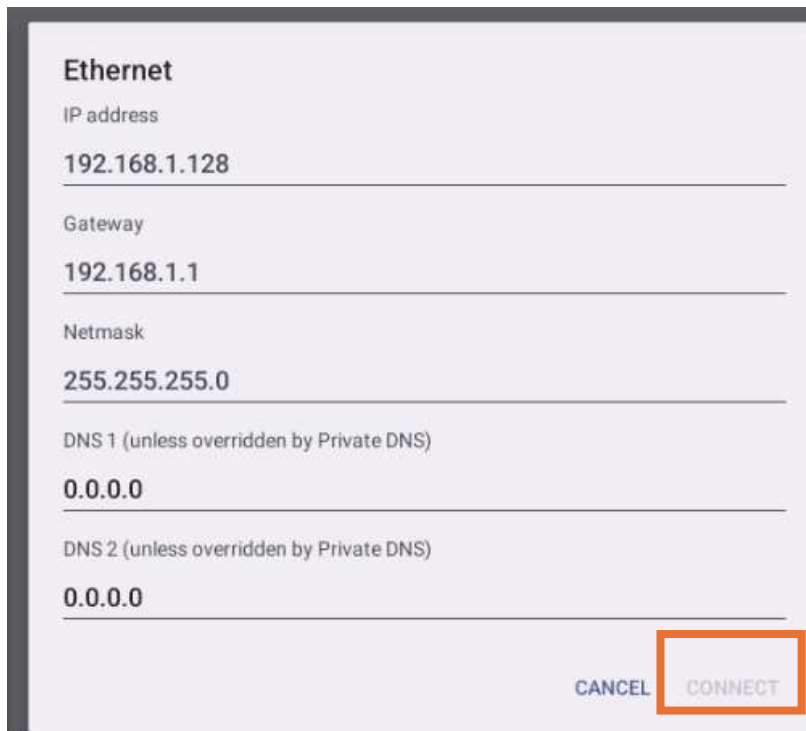 Ethernet
IP address
192.168.1.128
Gateway
192.168.1.1
Netmask
255.255.255.0
DNS 1 (unless overridden by Private DNS)
0.0.0.0
DNS 2 (unless overridden by Private DNS)
0.0.0.0
CANCEL CONNECT